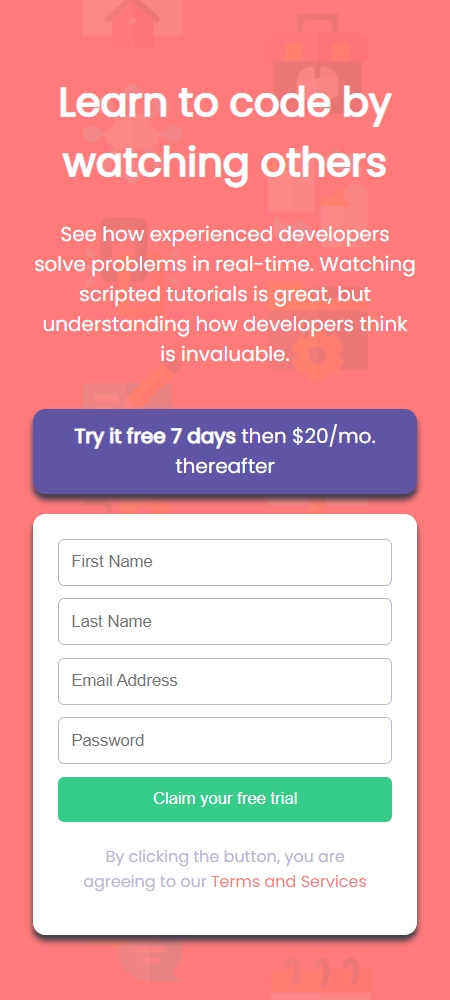 Learn to code by
watching others
See how experienced developers
solve problems in real-time. Watching
scripted tutorials is great, but
understanding how developers think
is invaluable.
Try it free 7 days then $20/mo.
thereafter
First Name
Last Name
Email Address
Password
Claim your free trial
By clicking the button, you are
agreeing to our Terms and Services